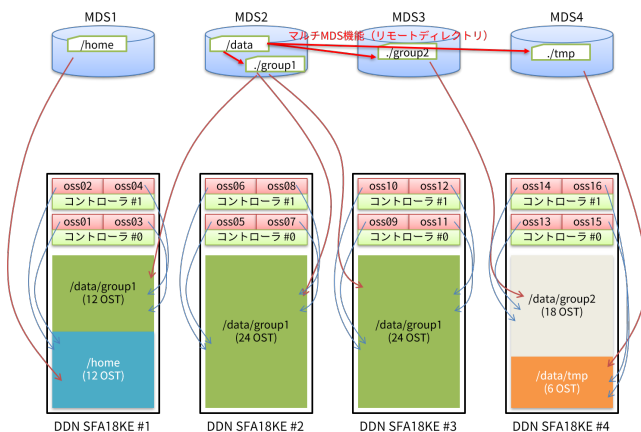 MDS1
MDS2
MDS3
MDS4
マルチMDS機能（リモートディレクトリ）
/home
/data
./group1
./group2
./tmp
oss02
oss04
コントローラ #1
oss01
oss03
コントローラ #0
/data/group1
(12 OST)
/home
(12 OST)
DDN SFA18KE #1
oss06
oss08
コントローラ #1
oss05
oss07
コントローラ #0
/data/group1
(24 OST)
DDN SFA18KE #2
oss10
oss12
コントローラ #1
oss09
oss11
コントローラ #0
/data/group1
(24 OST)
DDN SFA18KE #3
oss14
oss16
コントローラ #1
oss13
oss15
コントローラ #0
/data/group2
(18 OST)
/data/tmp
(6 OST)
DDN SFA18KE #4